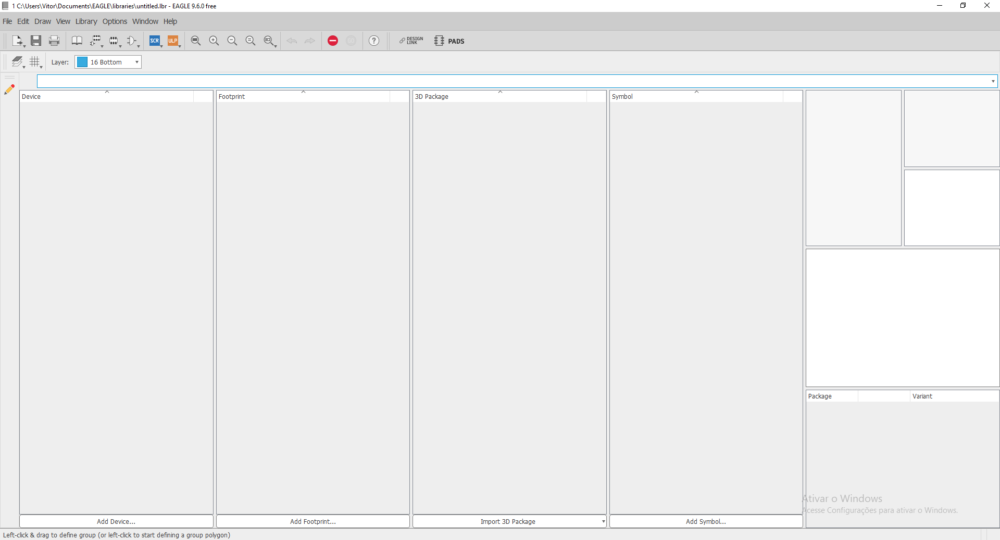 1 C:\Users\Vitor\Documents\EAGLE\libraries\untitled.lbr - EAGLE 9.6.0 free
File Edit Draw View Library Options Window Help
SCR ULP GO ? DESIGN LINK PADS
Layer: 16 Bottom
Device Footprint 3D Package Symbol
Package Variant
Ativar o Windows
Acesse Configurações para ativar o Windows.
Add Device... Add Footprint... Import 3D Package Add Symbol...
Left-click & drag to define group (or left-click to start defining a group polygon)